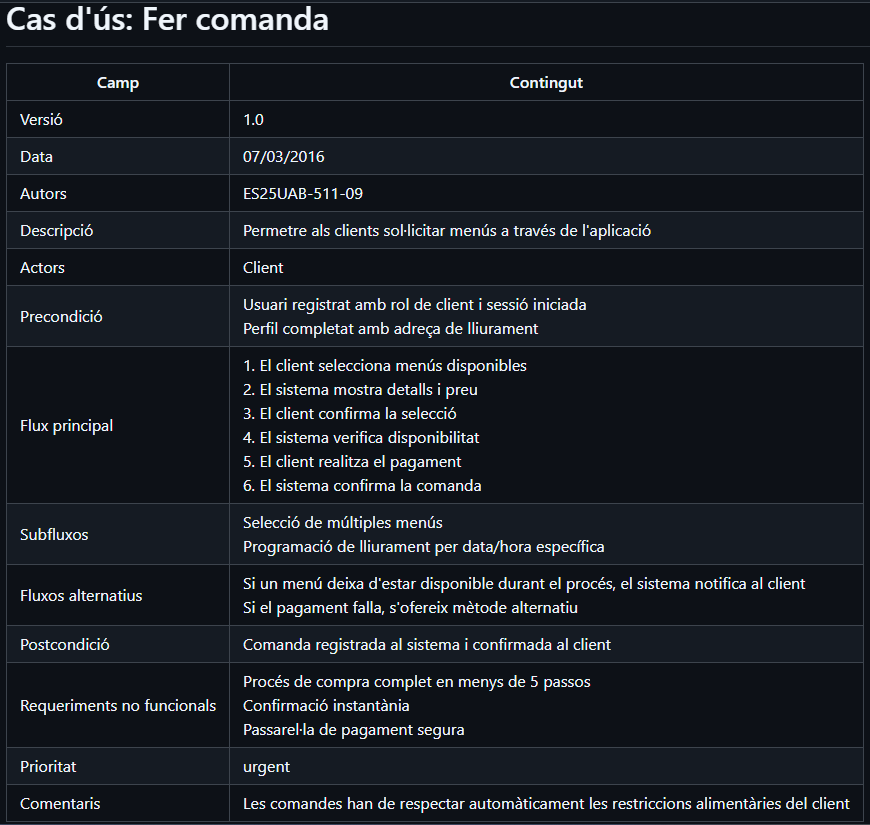 Cas d'ús: Fer comanda
Camp Contingut
Versió 1.0
Data 07/03/2016
Autors ES25UAB-511-09
Descripció Permetre als clients sol·licitar menús a través de l'aplicació
Actors Client
Precondició Usuari registrat amb rol de client i sessió iniciada
Perfil completat amb adreça de lliurament
Flux principal 1. El client selecciona menús disponibles
2. El sistema mostra detalls i preu
3. El client confirma la selecció
4. El sistema verifica disponibilitat
5. El client realitza el pagament
6. El sistema confirma la comanda
Subfluxos Selecció de múltiples menús
Programació de lliurament per data/hora específica
Fluxos alternatius Si un menú deixa d'estar disponible durant el procés, el sistema notifica al client
Si el pagament falla, s'ofereix mètode alternatiu
Postcondició Comanda registrada al sistema i confirmada al client
Requeriments no funcionals Procés de compra complet en menys de 5 passos
Confirmació instantània
Passarel·la de pagament segura
Prioritat urgent
Comentaris Les comandes han de respectar automàticament les restriccions alimentàries del client